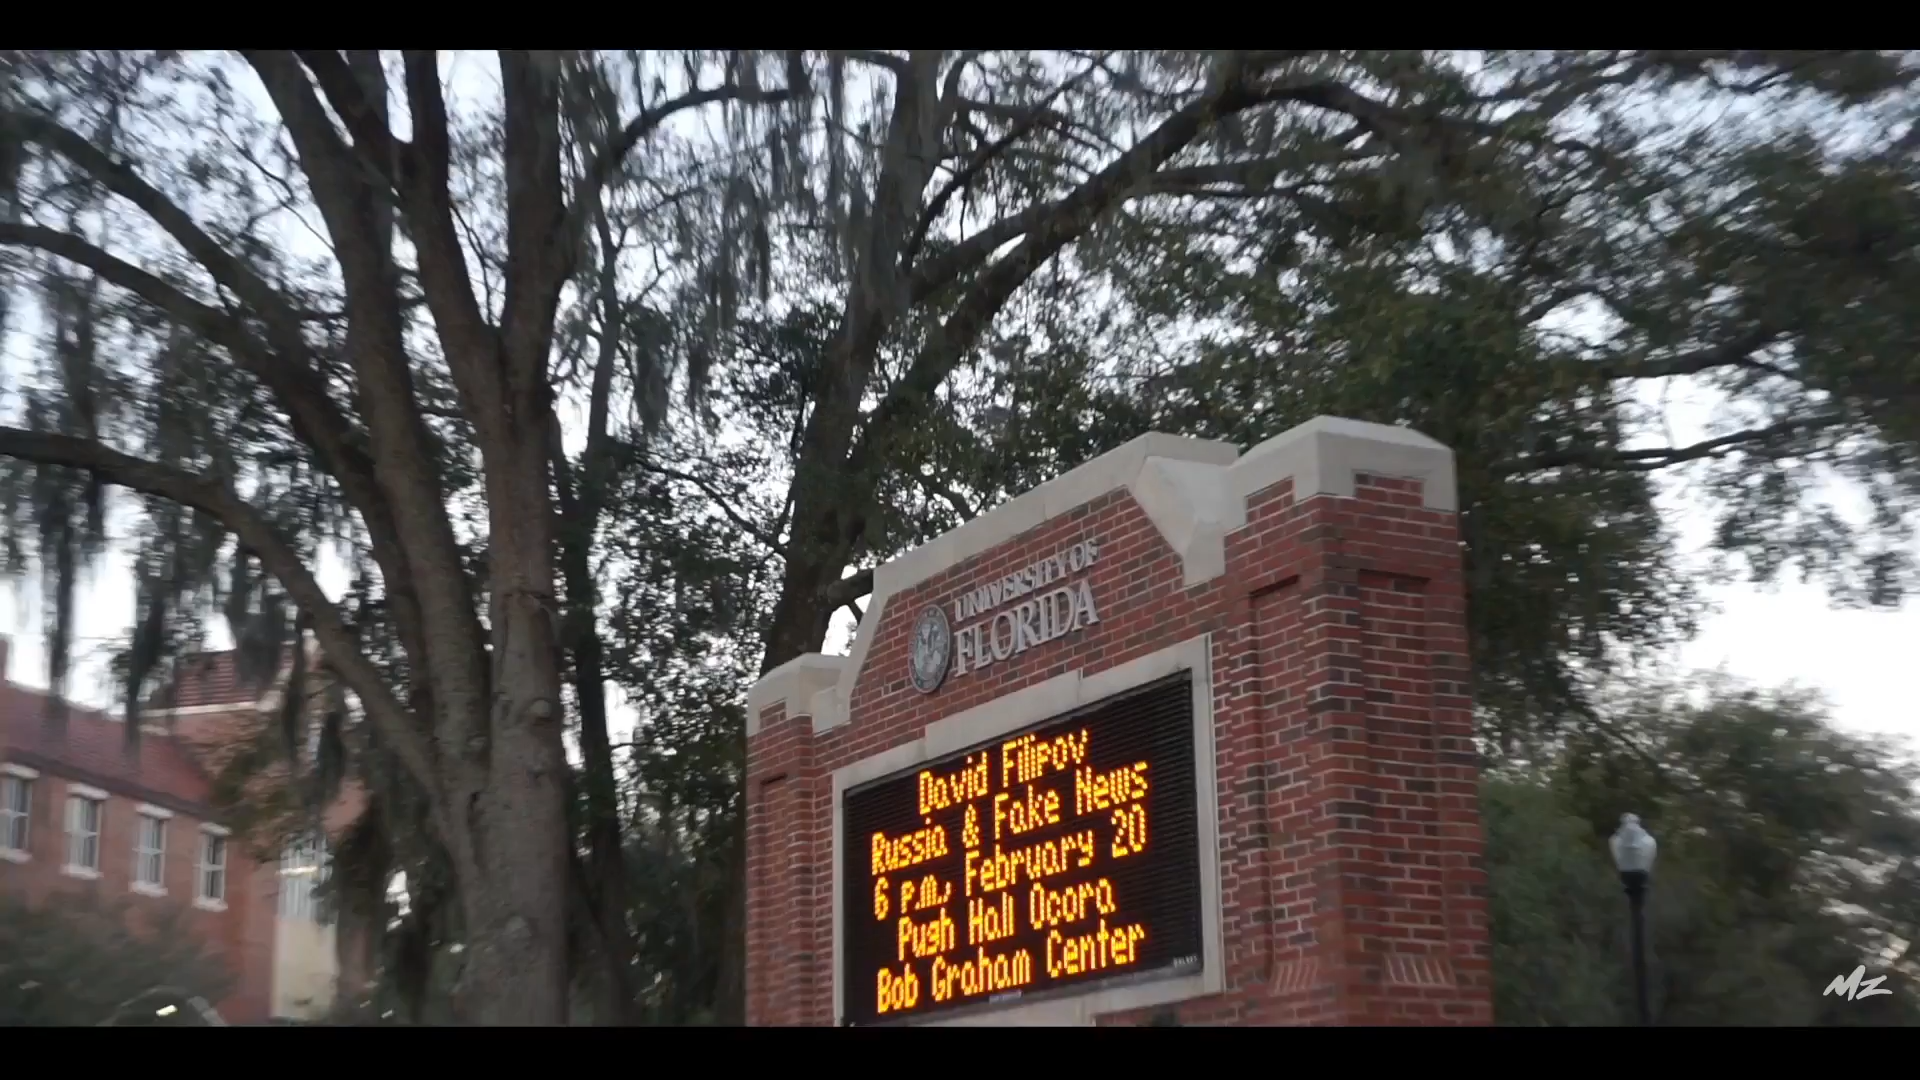 UNIVERSITY OF
FLORIDA
David Filipov
Russia & Fake News
6 p.m. February 20
Pugh Hall Ocora
Bob Graham Center
MZ